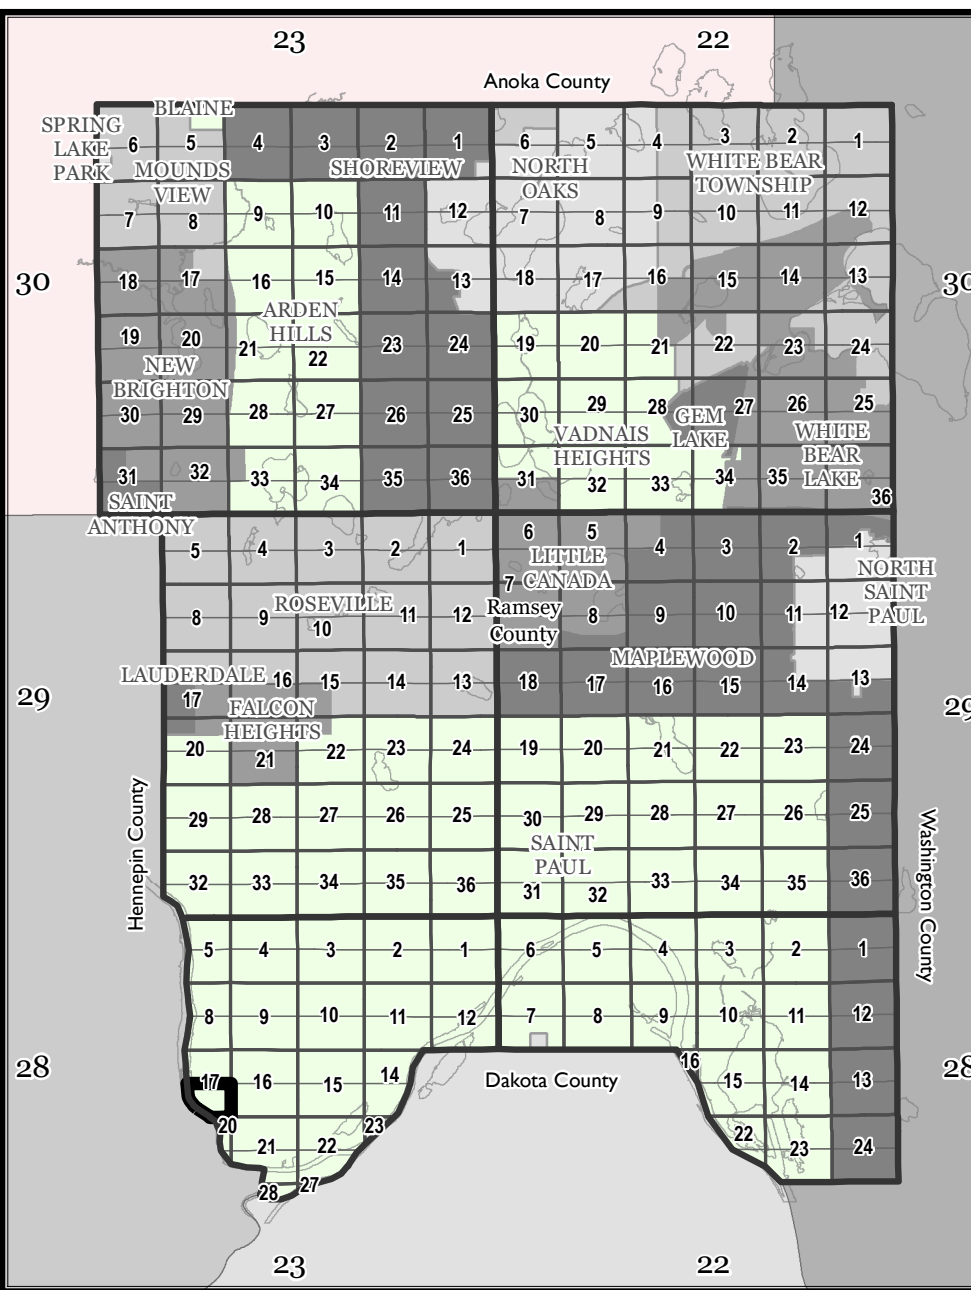 23 22
Anoka County
BLAINE
SPRING
LAKE
PARK
6 5 4 3 2 1 6 5 4 3 2 1
MOUNDS
VIEW
SHOREVIEW
NORTH
OAKS
WHITE BEAR
TOWNSHIP
7 8 9 10 11 12 7 8 9 10 11 12
30 18 17 16 15 14 13 18 17 16 15 14 13 30
ARDEN
HILLS
19 20 21 22 23 24 19 20 21 22 23 24
NEW
BRIGHTON
30 29 28 27 26 25 30 29 28 27 26 25
GEM
LAKE
VADNAIS
HEIGHTS
WHITE
BEAR
LAKE
31 32 33 34 35 36 31 32 33 34 35 36
SAINT
ANTHONY
5 4 3 2 1 6 5 4 3 2 1
LITTLE
CANADA
NORTH
SAINT
PAUL
8 9 10 11 12 7 8 9 10 11 12
ROSEVILLE
Ramsey
County
MAPLEWOOD
LAUDERDALE
29 17 16 15 14 13 18 17 16 15 14 13 29
FALCON
HEIGHTS
20 21 22 23 24 19 20 21 22 23 24
29 28 27 26 25 30 29 28 27 26 25
SAINT
PAUL
32 33 34 35 36 31 32 33 34 35 36
Hennepin County
Washington County
5 4 3 2 1 6 5 4 3 2 1
8 9 10 11 12 7 8 9 10 11 12
28 17 16 15 14 16 15 14 13 28
Dakota County
20 21 22 23 22 23 24
28 27
23 22